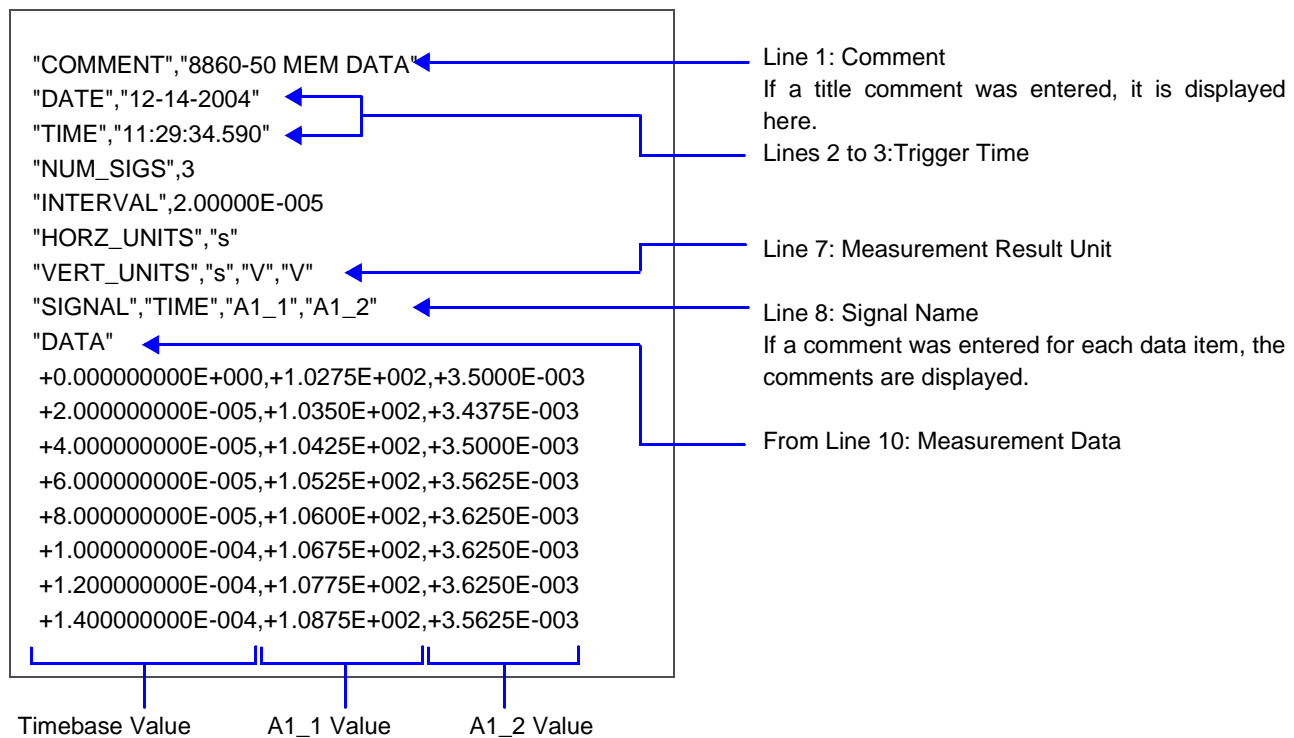 "COMMENT","8860-50 MEM DATA"
"DATE","12-14-2004"
"TIME","11:29:34.590"
"NUM_SIGS",3
"INTERVAL",2.00000E-005
"HORZ_UNITS","s"
"VERT_UNITS","s","V","V"
"SIGNAL","TIME","A1_1","A1_2"
"DATA"
+0.000000000E+000,+1.0275E+002,+3.5000E-003
+2.000000000E-005,+1.0350E+002,+3.4375E-003
+4.000000000E-005,+1.0425E+002,+3.5000E-003
+6.000000000E-005,+1.0525E+002,+3.5625E-003
+8.000000000E-005,+1.0600E+002,+3.6250E-003
+1.000000000E-004,+1.0675E+002,+3.6250E-003
+1.200000000E-004,+1.0775E+002,+3.6250E-003
+1.400000000E-004,+1.0875E+002,+3.5625E-003
Timebase Value
A1_1 Value
A1_2 Value
Line 1: Comment
If a title comment was entered, it is displayed
here.
Lines 2 to 3:Trigger Time
Line 7: Measurement Result Unit
Line 8: Signal Name
If a comment was entered for each data item, the
comments are displayed.
From Line 10: Measurement Data